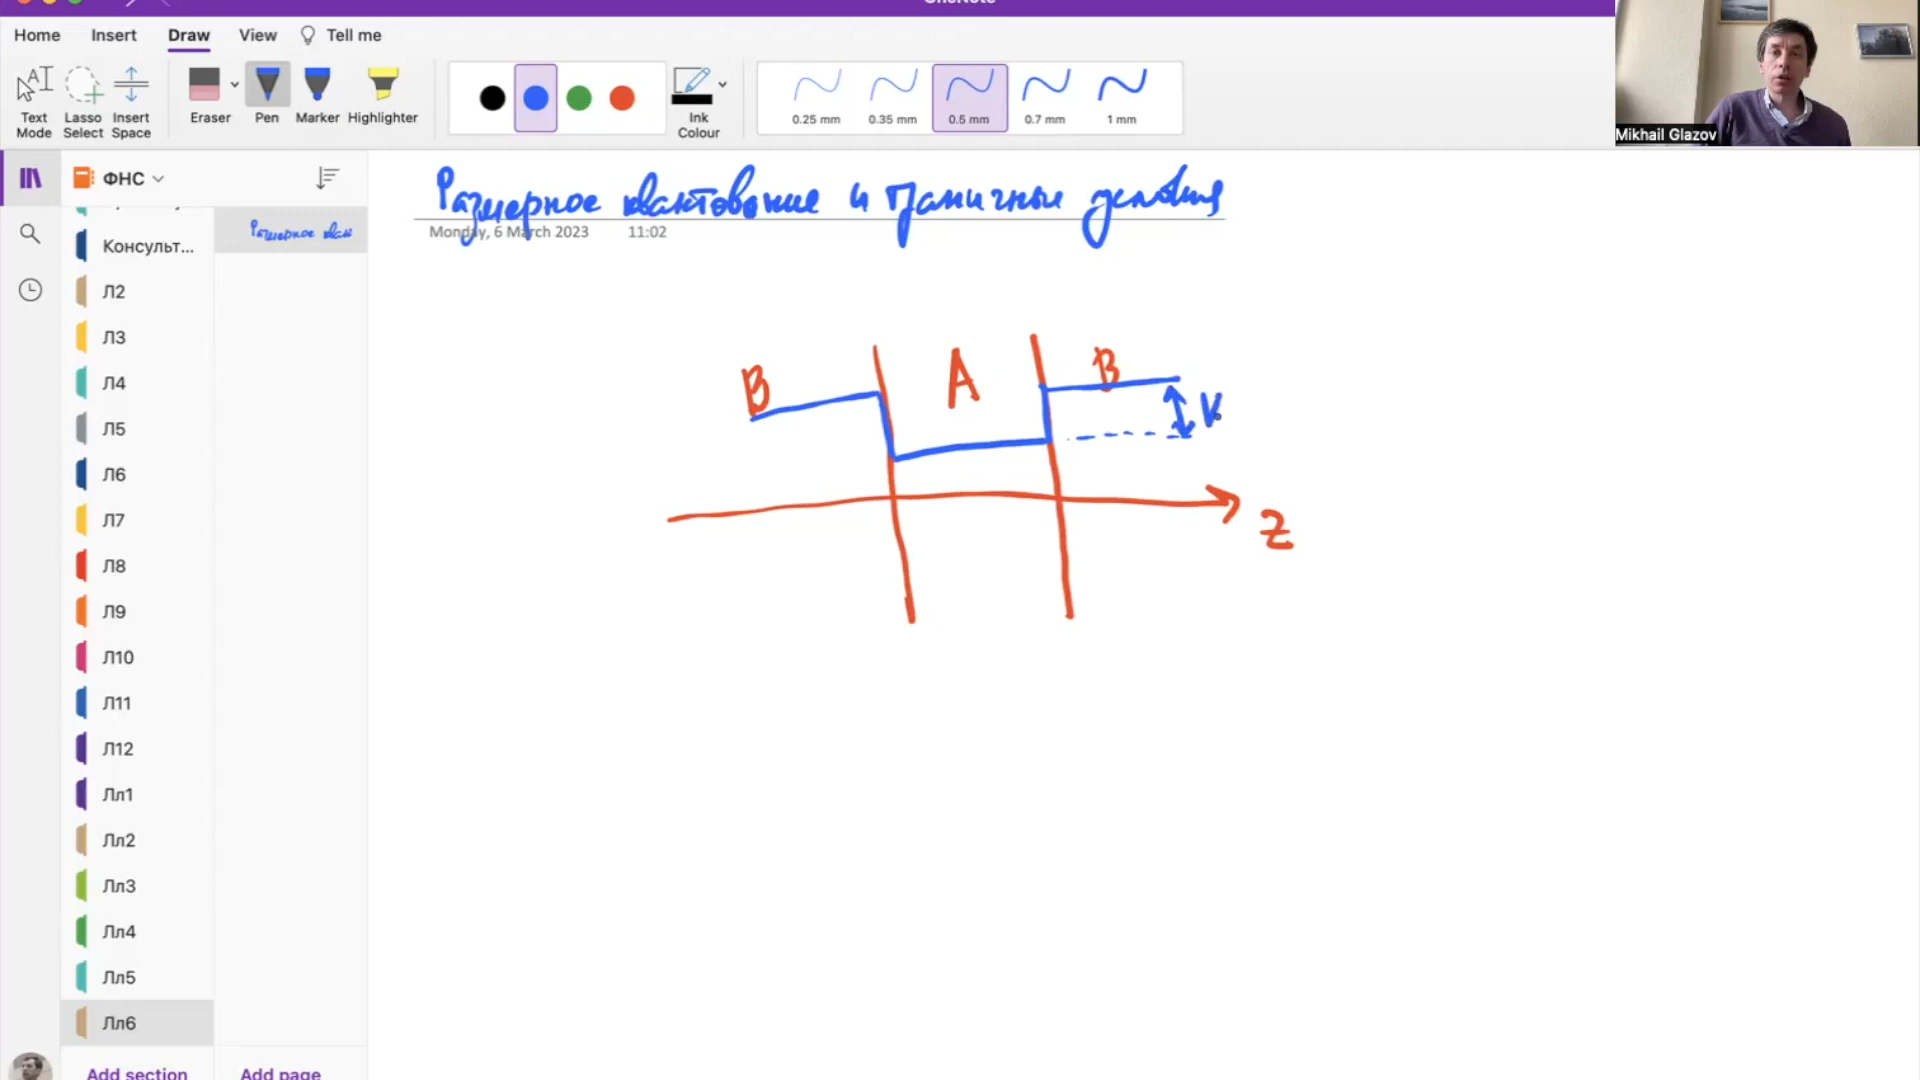 OneNote
Home Insert Draw View Tell me
Text Mode
Lasso Select
Insert Space
Eraser
Pen
Marker
Highlighter
Ink Colour
0.25 mm
0.35 mm
0.5 mm
0.7 mm
1 mm
Mikhail Glazov
ФНС
Консульт...
Л2
Л3
Л4
Л5
Л6
Л7
Л8
Л9
Л10
Л11
Л12
Лл1
Лл2
Лл3
Лл4
Лл5
Лл6
Add section
Размерное кван
Add page
Размерное квантование и граничные условия
Monday, 6 March 2023 11:02
B A B
V
z